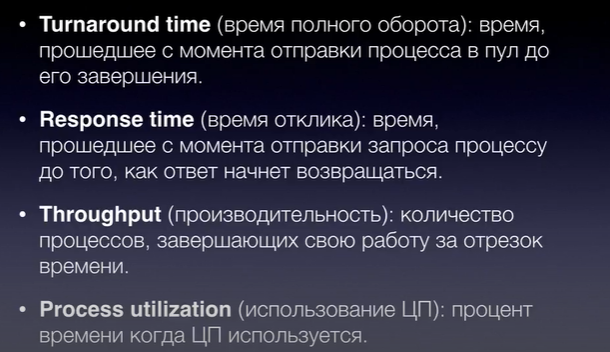 • Turnaround time (время полного оборота): время,
прошедшее с момента отправки процесса в пул до
его завершения.
• Response time (время отклика): время,
прошедшее с момента отправки запроса процессу
до того, как ответ начнет возвращаться.
• Throughput (производительность): количество
процессов, завершающих свою работу за отрезок
времени.
• Process utilization (использование ЦП): процент
времени когда ЦП используется.